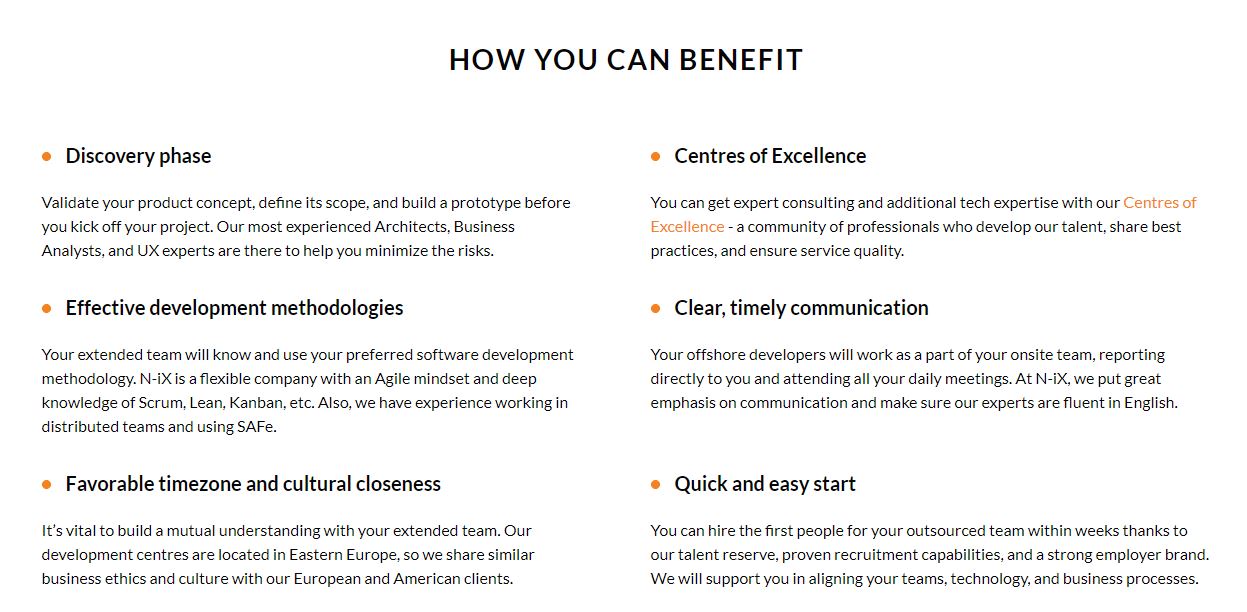 HOW YOU CAN BENEFIT
Discovery phase
Validate your product concept, define its scope, and build a prototype before
you kick off your project. Our most experienced Architects, Business
Analysts, and UX experts are there to help you minimize the risks.
Centres of Excellence
You can get expert consulting and additional tech expertise with our Centres of
Excellence - a community of professionals who develop our talent, share best
practices, and ensure service quality.
Effective development methodologies
Your extended team will know and use your preferred software development
methodology. N-iX is a flexible company with an Agile mindset and deep
knowledge of Scrum, Lean, Kanban, etc. Also, we have experience working in
distributed teams and using SAFe.
Clear, timely communication
Your offshore developers will work as a part of your onsite team, reporting
directly to you and attending all your daily meetings. At N-iX, we put great
emphasis on communication and make sure our experts are fluent in English.
Favorable timezone and cultural closeness
It’s vital to build a mutual understanding with your extended team. Our
development centres are located in Eastern Europe, so we share similar
business ethics and culture with our European and American clients.
Quick and easy start
You can hire the first people for your outsourced team within weeks thanks to
our talent reserve, proven recruitment capabilities, and a strong employer brand.
We will support you in aligning your teams, technology, and business processes.